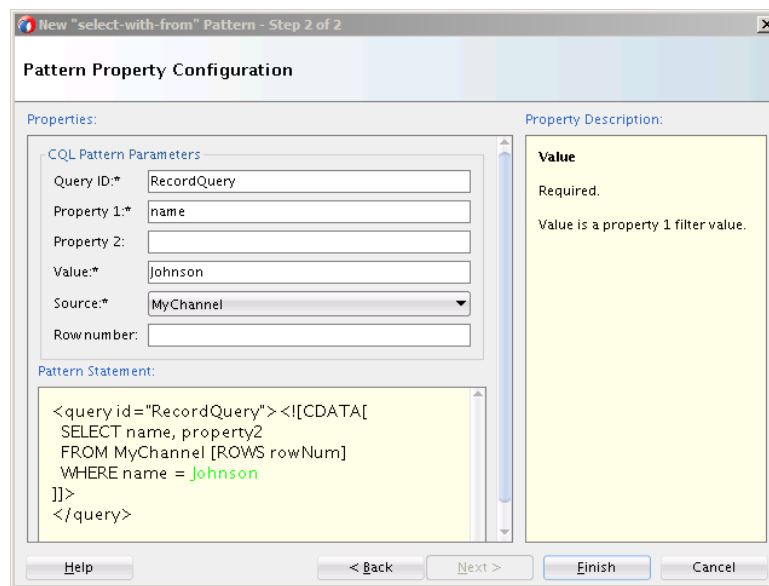 New "select-with-from" Pattern - Step 2 of 2
Pattern Property Configuration
Properties:
CQL Pattern Parameters
Query ID:* RecordQuery
Property 1:* name
Property 2:
Value:* Johnson
Source:* MyChannel
Row number:
Pattern Statement:
<query id="RecordQuery"><![CDATA[
SELECT name, property2
FROM MyChannel [ROWS rowNum]
WHERE name = Johnson
]]>
</query>
Property Description:
Value
Required.
Value is a property 1 filter value.
Help
< Back
Next >
Finish
Cancel